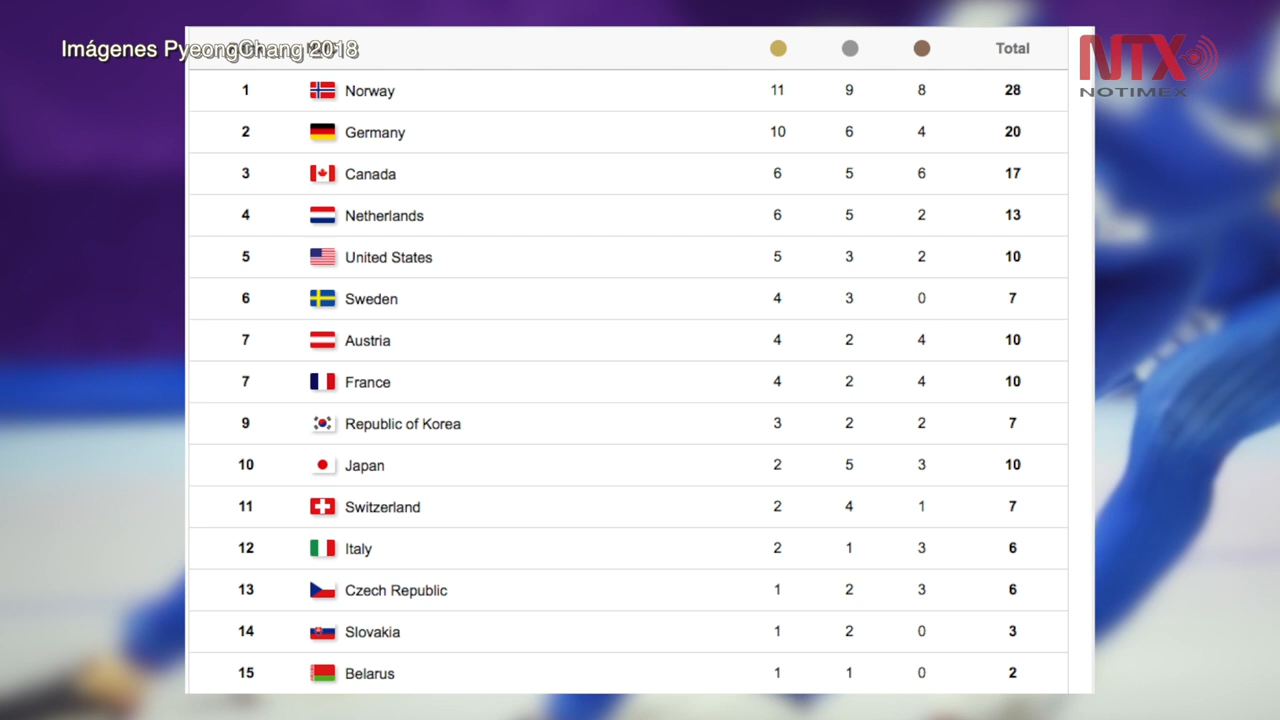 Imágenes PyeongChang 2018
Total
NTX
NOTIMEX
1 Norway 11 9 8 28
2 Germany 10 6 4 20
3 Canada 6 5 6 17
4 Netherlands 6 5 2 13
5 United States 5 3 2 10
6 Sweden 4 3 0 7
7 Austria 4 2 4 10
7 France 4 2 4 10
9 Republic of Korea 3 2 2 7
10 Japan 2 5 3 10
11 Switzerland 2 4 1 7
12 Italy 2 1 3 6
13 Czech Republic 1 2 3 6
14 Slovakia 1 2 0 3
15 Belarus 1 1 0 2